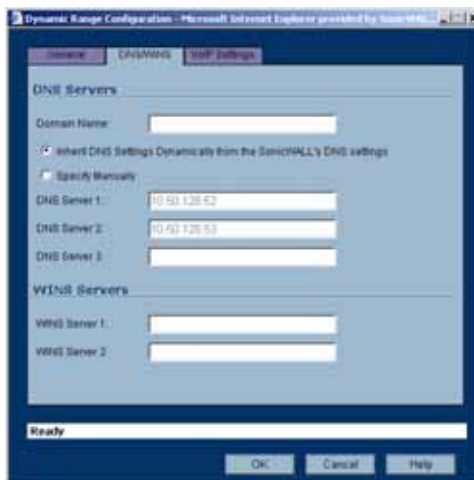 Dynamic Range Configuration - Microsoft Internet Explorer provided by SonicWALL...
General DNS/WINS VoIP Settings
DNS Servers
Domain Name:
Inherit DNS Settings Dynamically from the SonicWALL's DNS settings
Specify Manually
DNS Server 1: 10.50.128.52
DNS Server 2: 10.50.128.53
DNS Server 3:
WINS Servers
WINS Server 1:
WINS Server 2:
Ready
OK Cancel Help